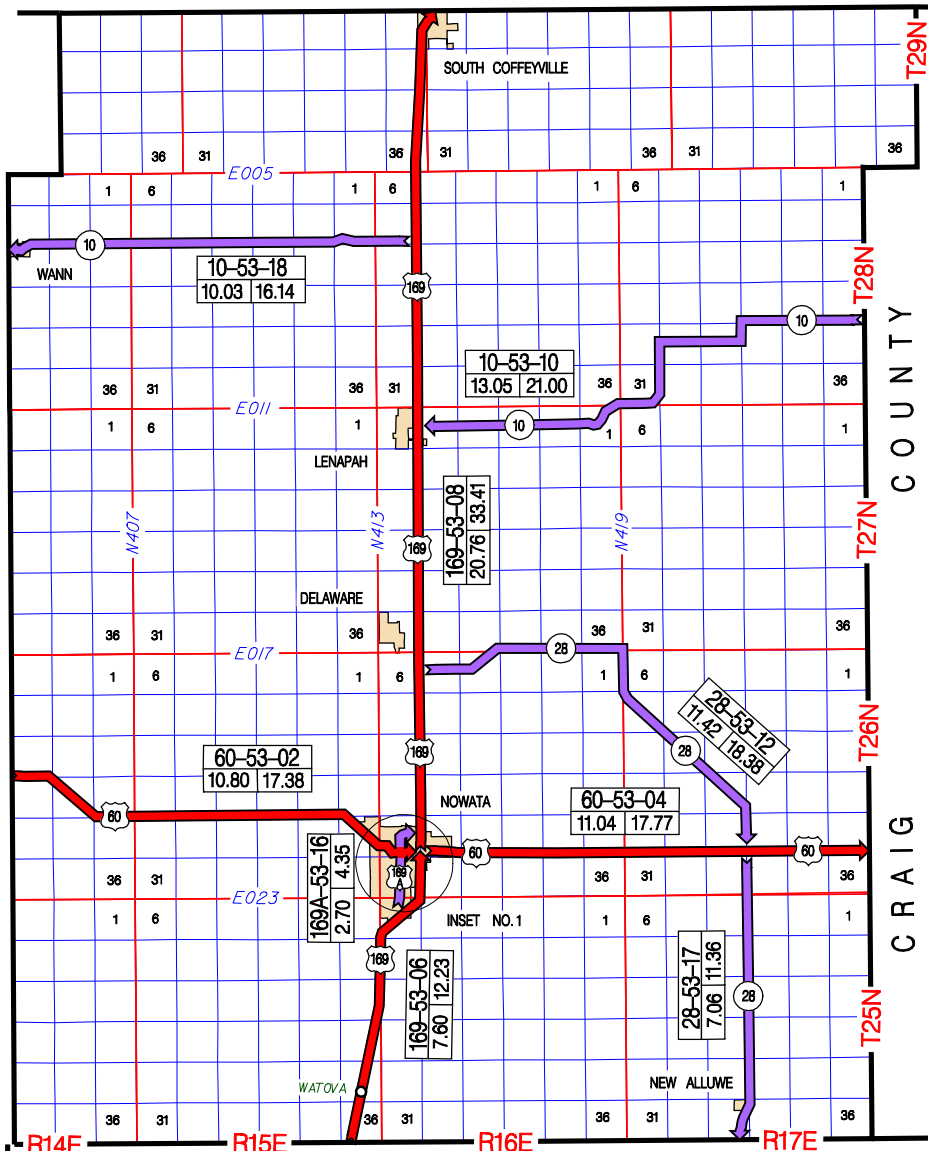 SOUTH COFFEYVILLE
T29N
36 31 36 31 36 31 36
E005
1 6 1 6 1 6 1
10
WANN
10–53–18
10.03 16.14
169
T28N
10
10–53–10
13.05 21.00
36 31 36 31 36 31 36
E011
1 6 1 10 1 6 1
LENAPAH
COUNTY
169–53–08
20.76 33.41
N407
N413
N419
T27N
169
DELAWARE
36 31 36 36 31 36
E017
28
1 6 1 6 1 6 1
28–53–12
11.42 18.38
T26N
28
169
60–53–02
10.80 17.38
60
NOWATA
60–53–04
11.04 17.77
60
60
169A–53–16
2.70 4.35
169
A
36 31 36 31 36
E023
1 6 INSET NO. 1 1 6 1
CRAIG
169
169–53–06
7.60 12.23
28–53–17
7.06 11.36
28
T25N
WATOVA
NEW ALLUWE
36 31 36 31 36 31 36
R15E R16E R17E